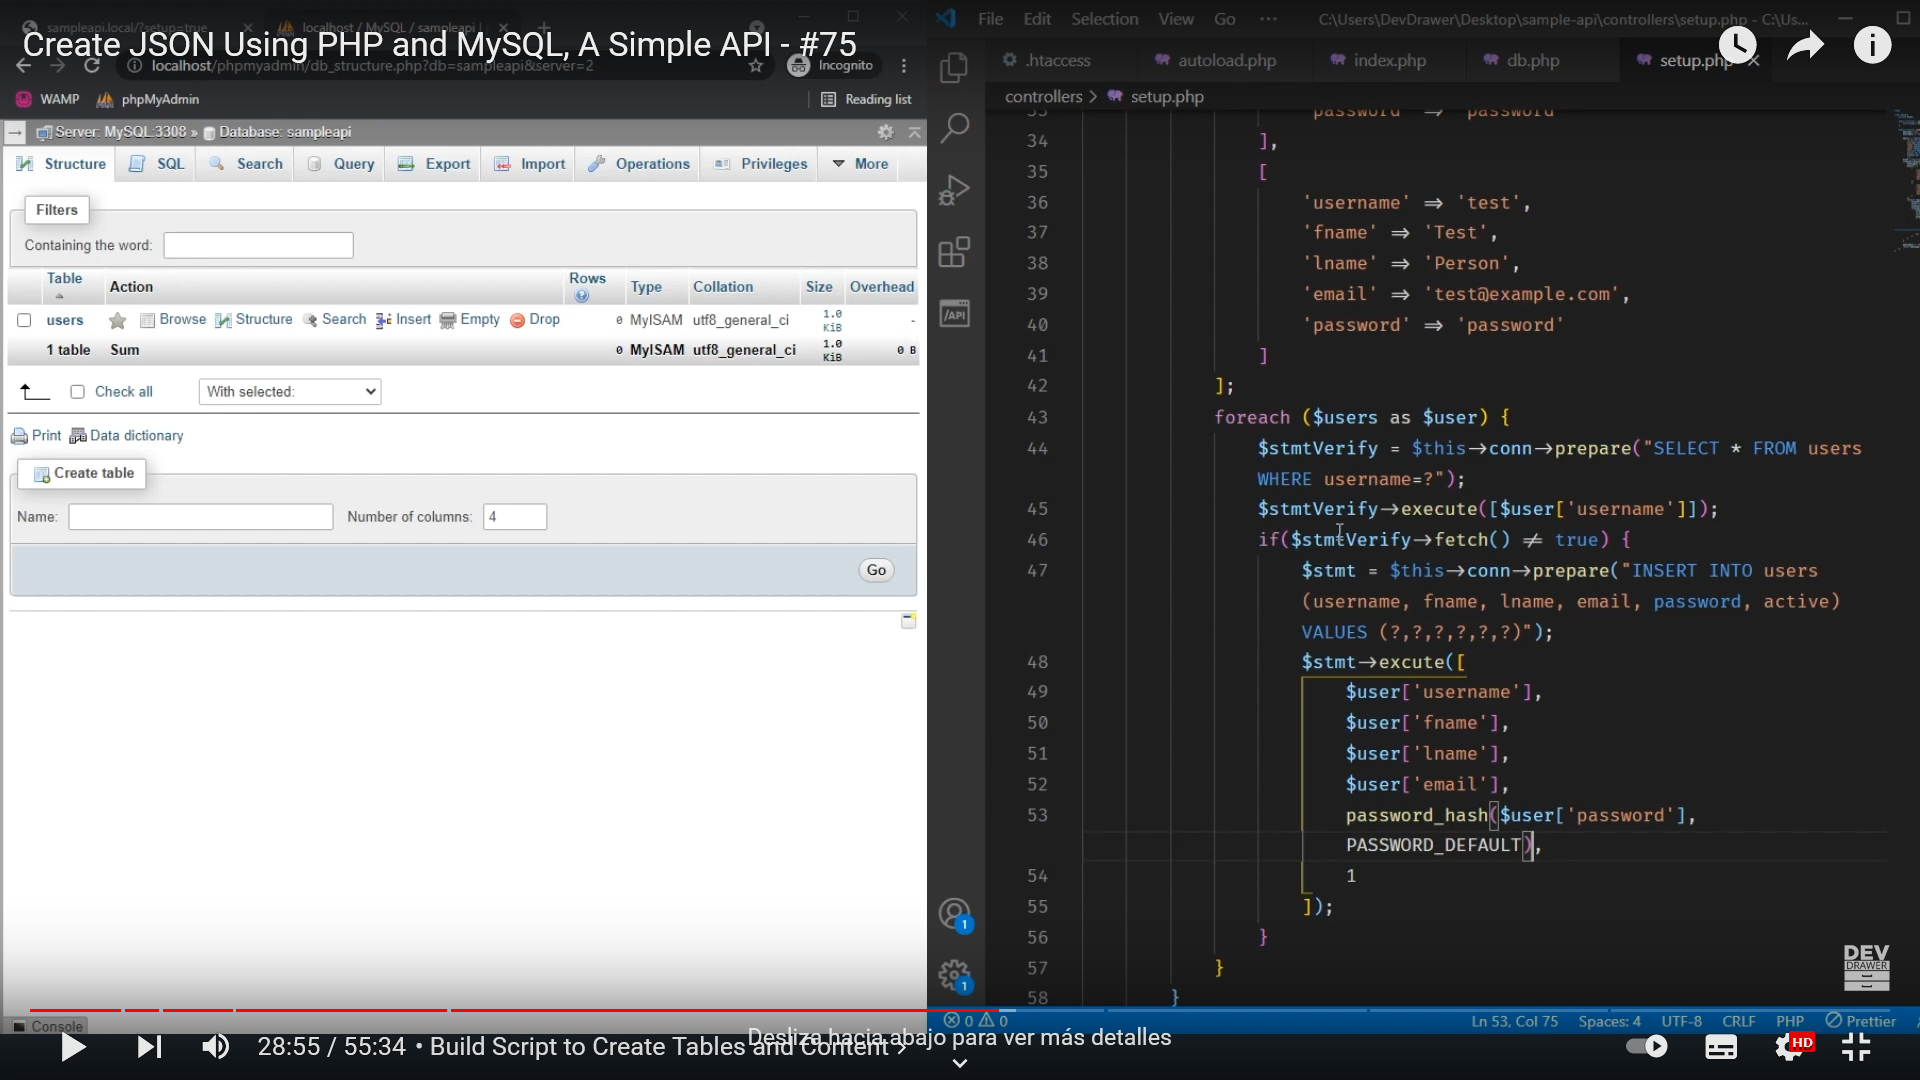 sampleapi.local/?setup=true
localhost / MySQL / sampleapi |
Create JSON Using PHP and MySQL, A Simple API - #75
localhost/phpmyadmin/db_structure.php?db=sampleapi&server=2
Incognito
WAMP
phpMyAdmin
Reading list
Server: MySQL:3308 » Database: sampleapi
Structure
SQL
Search
Query
Export
Import
Operations
Privileges
More
Filters
Containing the word:
Table
Action
Rows
Type
Collation
Size
Overhead
users
Browse
Structure
Search
Insert
Empty
Drop
0
MyISAM
utf8_general_ci
1.0
KiB
-
1 table
Sum
0
MyISAM
utf8_general_ci
1.0
KiB
0 B
Check all
With selected:
Print
Data dictionary
Create table
Name:
Number of columns:
4
Go
Console
File Edit Selection View Go ···
C:\Users\DevDrawer\Desktop\sample-api\controllers\setup.php - C:\Us...
.htaccess
autoload.php
index.php
db.php
setup.php
controllers > setup.php
33 'password' => 'password'
34 ],
35 [
36 'username' => 'test',
37 'fname' => 'Test',
38 'lname' => 'Person',
39 'email' => 'test@example.com',
40 'password' => 'password'
41 ]
42 ];
43 foreach ($users as $user) {
44 $stmtVerify = $this->conn->prepare("SELECT * FROM users
WHERE username=?");
45 $stmtVerify->execute([$user['username']]);
46 if($stmtVerify->fetch() != true) {
47 $stmt = $this->conn->prepare("INSERT INTO users
(username, fname, lname, email, password, active)
VALUES (?,?,?,?,?,?)");
48 $stmt->excute([
49 $user['username'],
50 $user['fname'],
51 $user['lname'],
52 $user['email'],
53 password_hash($user['password'],
PASSWORD_DEFAULT),
54 1
55 ]);
56 }
57 }
58 }
/API
1
1
DEV
DRAWER
0 0
Ln 53, Col 75
Spaces: 4
UTF-8
CRLF
PHP
Prettier
28:55 / 55:34 • Build Script to Create Tables and Content >
Desliza hacia abajo para ver más detalles
HD